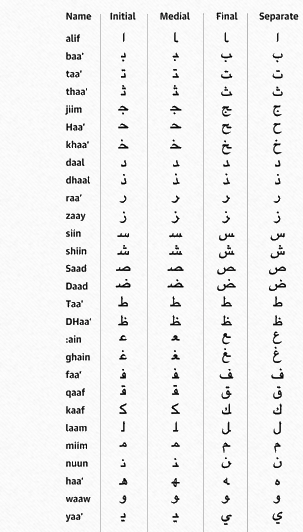 Name Initial Medial Final Separate
alif ا ـا ـا ا
baa' بـ ـبـ ـب ب
taa' تـ ـتـ ـت ت
thaa' ثـ ـثـ ـث ث
jiim جـ ـجـ ـج ج
Haa' حـ ـحـ ـح ح
khaa' خـ ـخـ ـخ خ
daal د ـد ـد د
dhaal ذ ـذ ـذ ذ
raa' ر ـر ـر ر
zaay ز ـز ـز ز
siin سـ ـسـ ـس س
shiin شـ ـشـ ـش ش
Saad صـ ـصـ ـص ص
Daad ضـ ـضـ ـض ض
Taa' طـ ـطـ ـط ط
DHaa' ظـ ـظـ ـظ ظ
:ain عـ ـعـ ـع ع
ghain غـ ـغـ ـغ غ
faa' فـ ـفـ ـف ف
qaaf قـ ـقـ ـق ق
kaaf كـ ـكـ ـك ك
laam لـ ـلـ ـل ل
miim مـ ـمـ ـم م
nuun نـ ـنـ ـن ن
haa' هـ ـهـ ـه ه
waaw و ـو ـو و
yaa' يـ ـيـ ـي ي